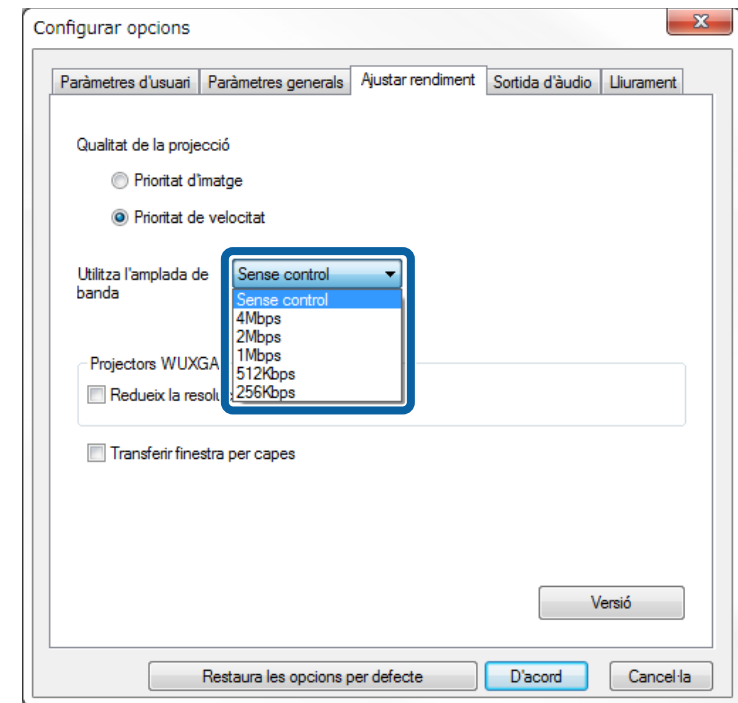 Configurar opcions
Paràmetres d'usuari Paràmetres generals Ajustar rendiment Sortida d'àudio Lliurament
Qualitat de la projecció
Prioritat d'imatge
Prioritat de velocitat
Utilitza l'amplada de Sense control
banda
Sense control
4Mbps
2Mbps
1Mbps
512Kbps
256Kbps
Projectors WUXGA
Redueix la
Transferir finestra per capes
Versió
Restaura les opcions per defecte D'acord Cancel·la